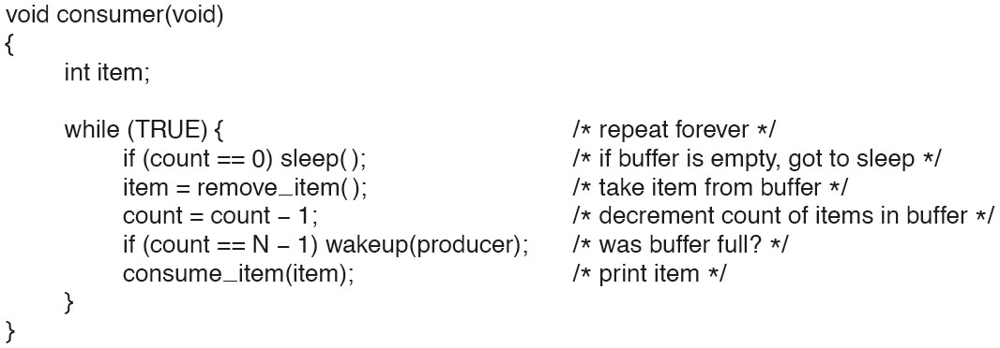 void consumer(void)
{
int item;
while (TRUE) { /* repeat forever */
if (count == 0) sleep( ); /* if buffer is empty, got to sleep */
item = remove_item( ); /* take item from buffer */
count = count − 1; /* decrement count of items in buffer */
if (count == N − 1) wakeup(producer); /* was buffer full? */
consume_item(item); /* print item */
}
}